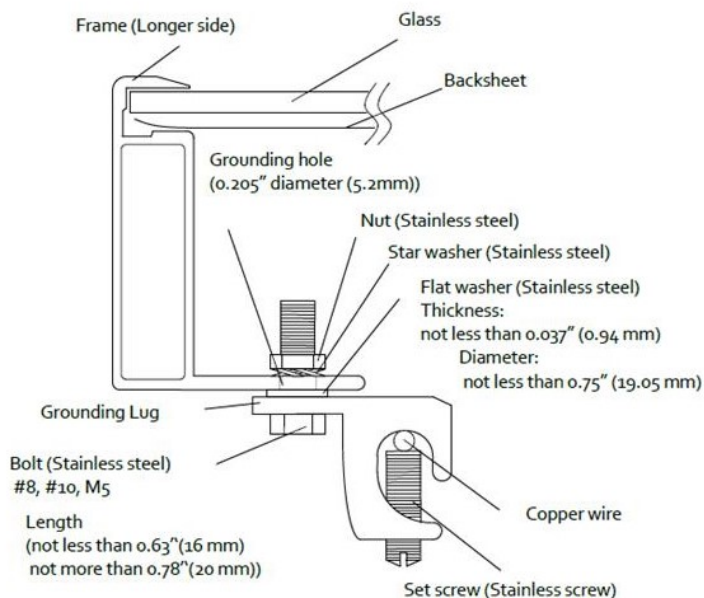 Frame (Longer side)
Glass
Backsheet
Grounding hole
(0.205″ diameter (5.2mm))
Nut (Stainless steel)
Star washer (Stainless steel)
Flat washer (Stainless steel)
Thickness:
not less than 0.037″ (0.94 mm)
Diameter:
not less than 0.75″ (19.05 mm)
Grounding Lug
Bolt (Stainless steel)
#8, #10, M5
Length
(not less than 0.63″(16 mm)
not more than 0.78″(20 mm))
Copper wire
Set screw (Stainless screw)